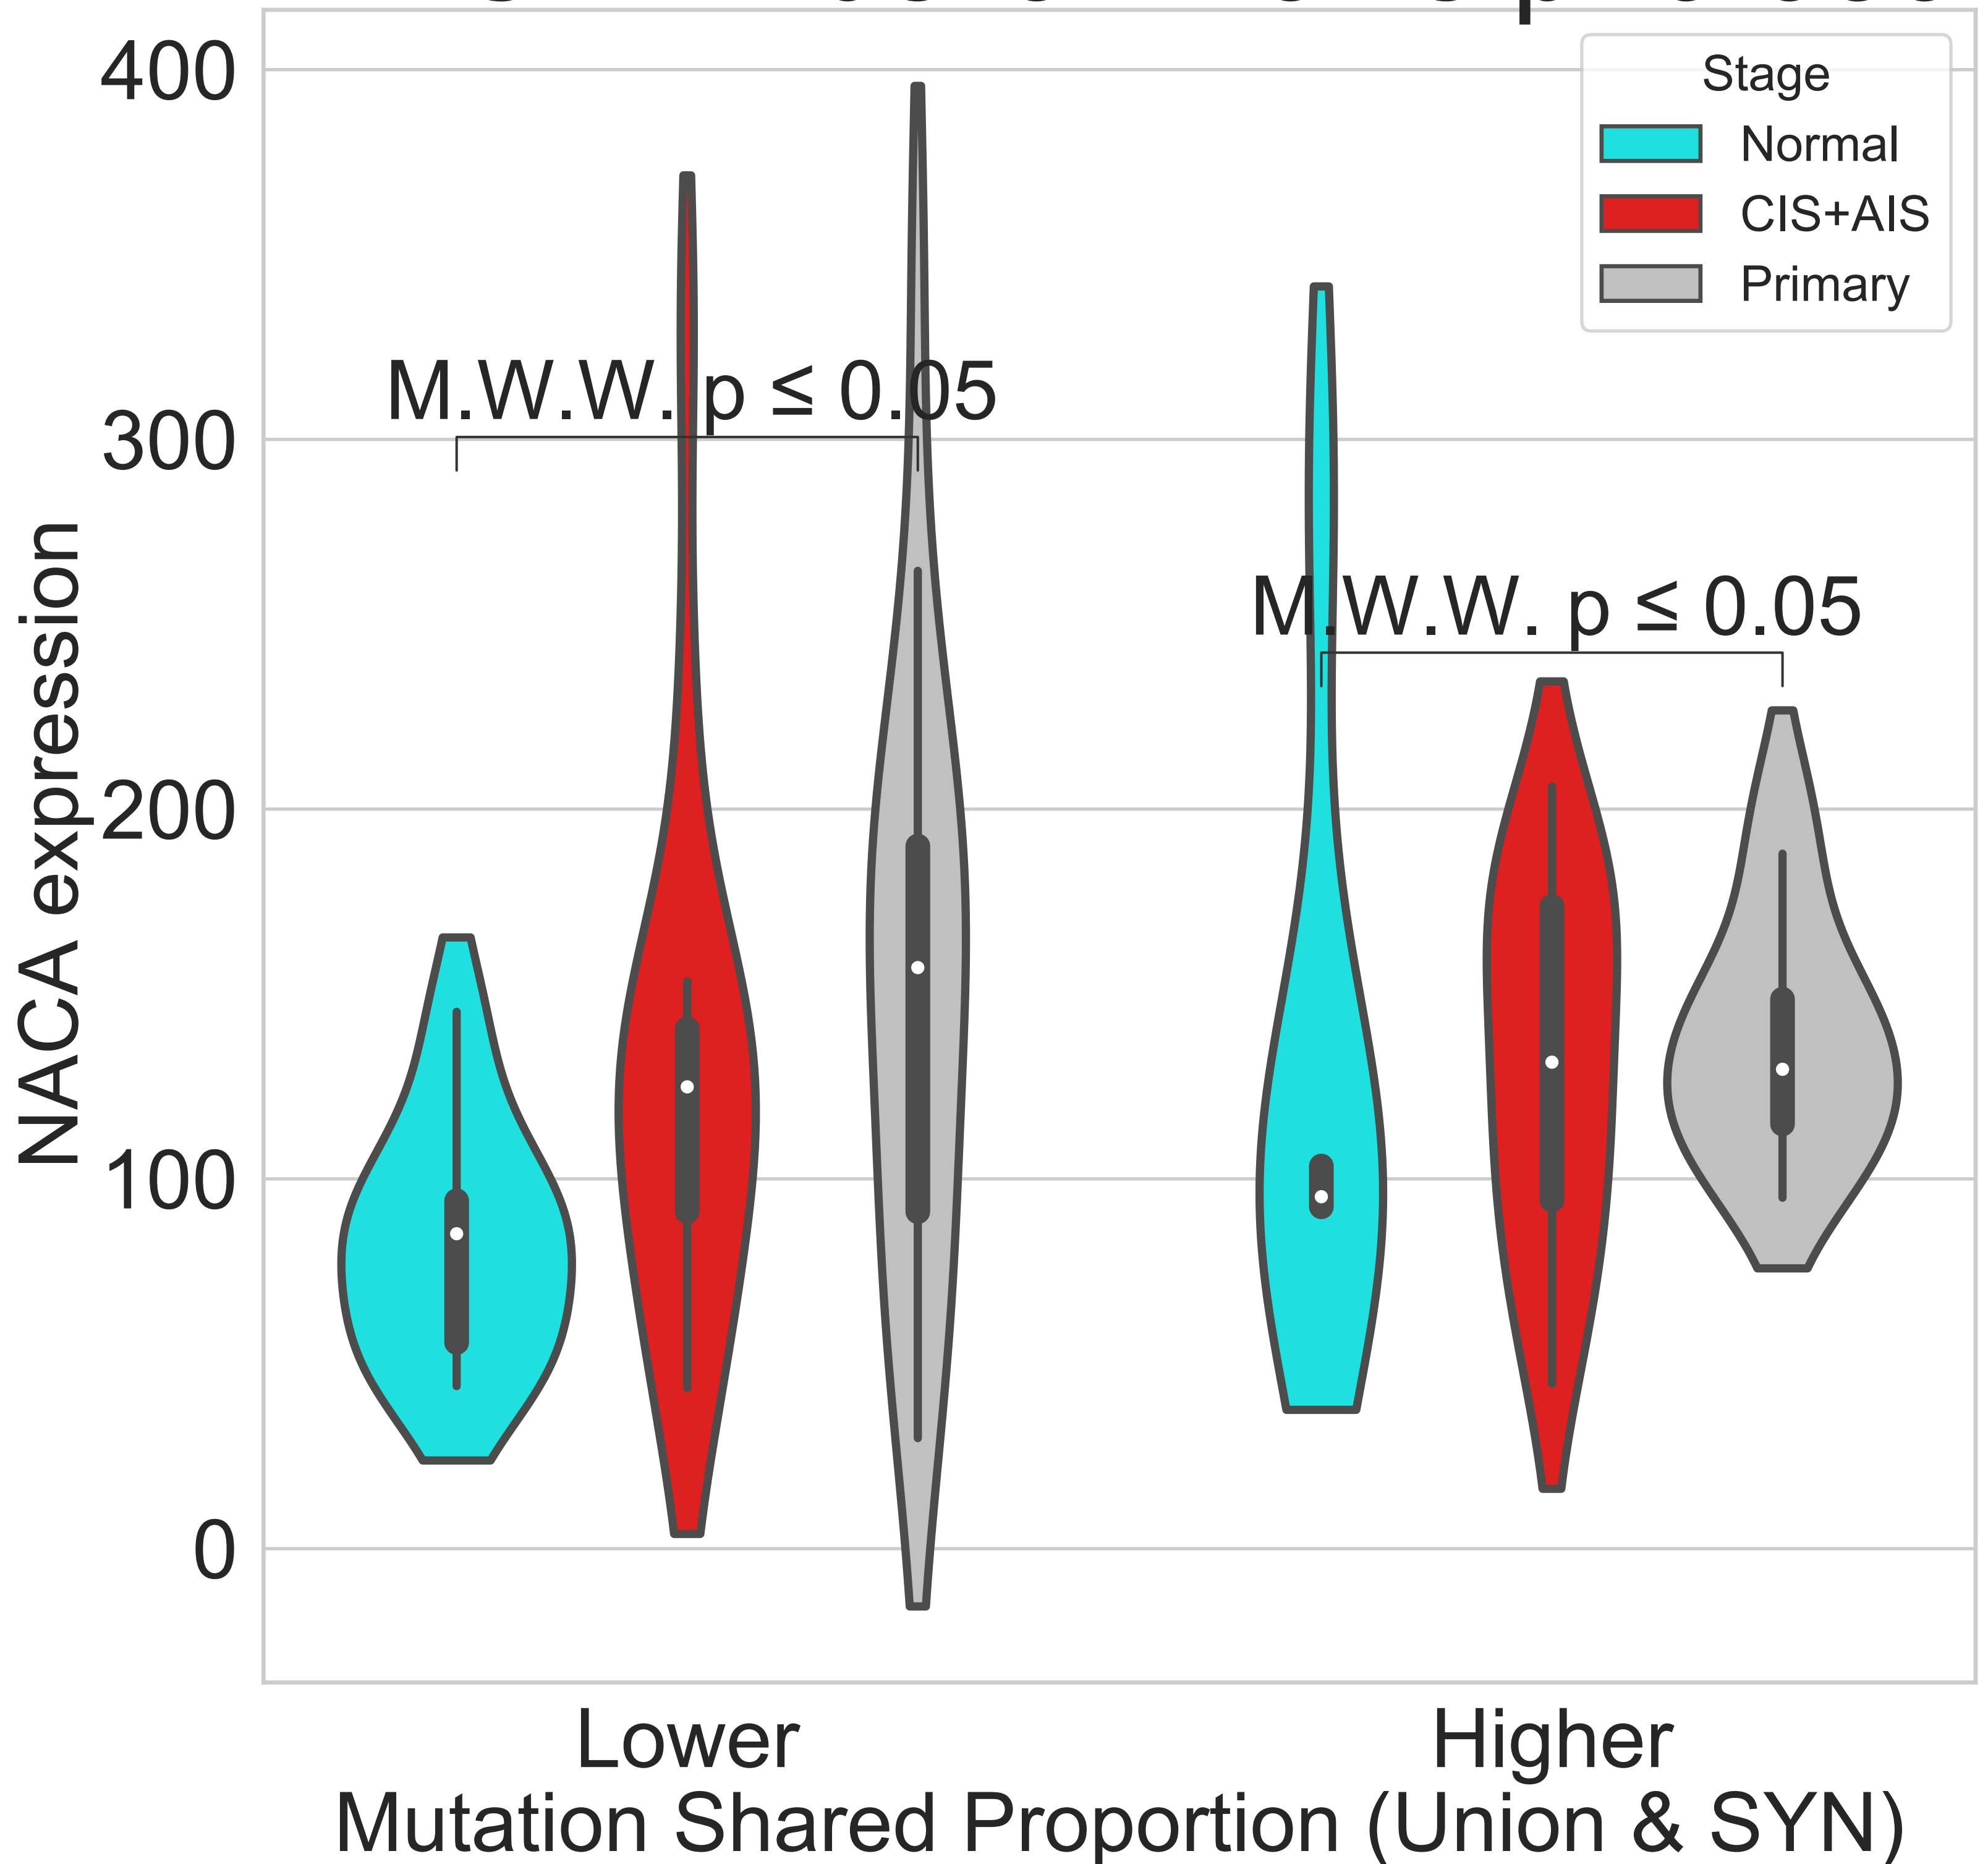 400
300
200
100
0
NACA expression
Stage
Normal
CIS+AIS
Primary
M.W.W. p ≤ 0.05
M.W.W. p ≤ 0.05
Lower
Higher
Mutation Shared Proportion (Union & SYN)